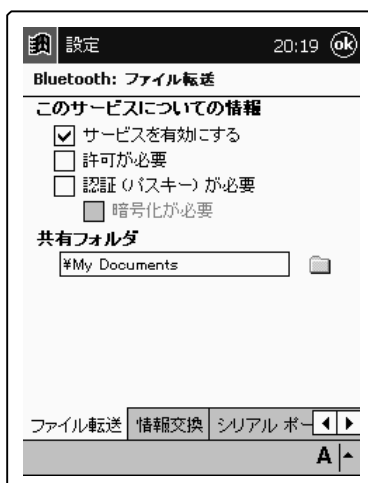 設定 20:19 ok
Bluetooth: ファイル転送
このサービスについての情報
サービスを有効にする
許可が必要
認証(パスキー)が必要
暗号化が必要
共有フォルダ
¥My Documents
ファイル転送 情報交換 シリアル ポー
A